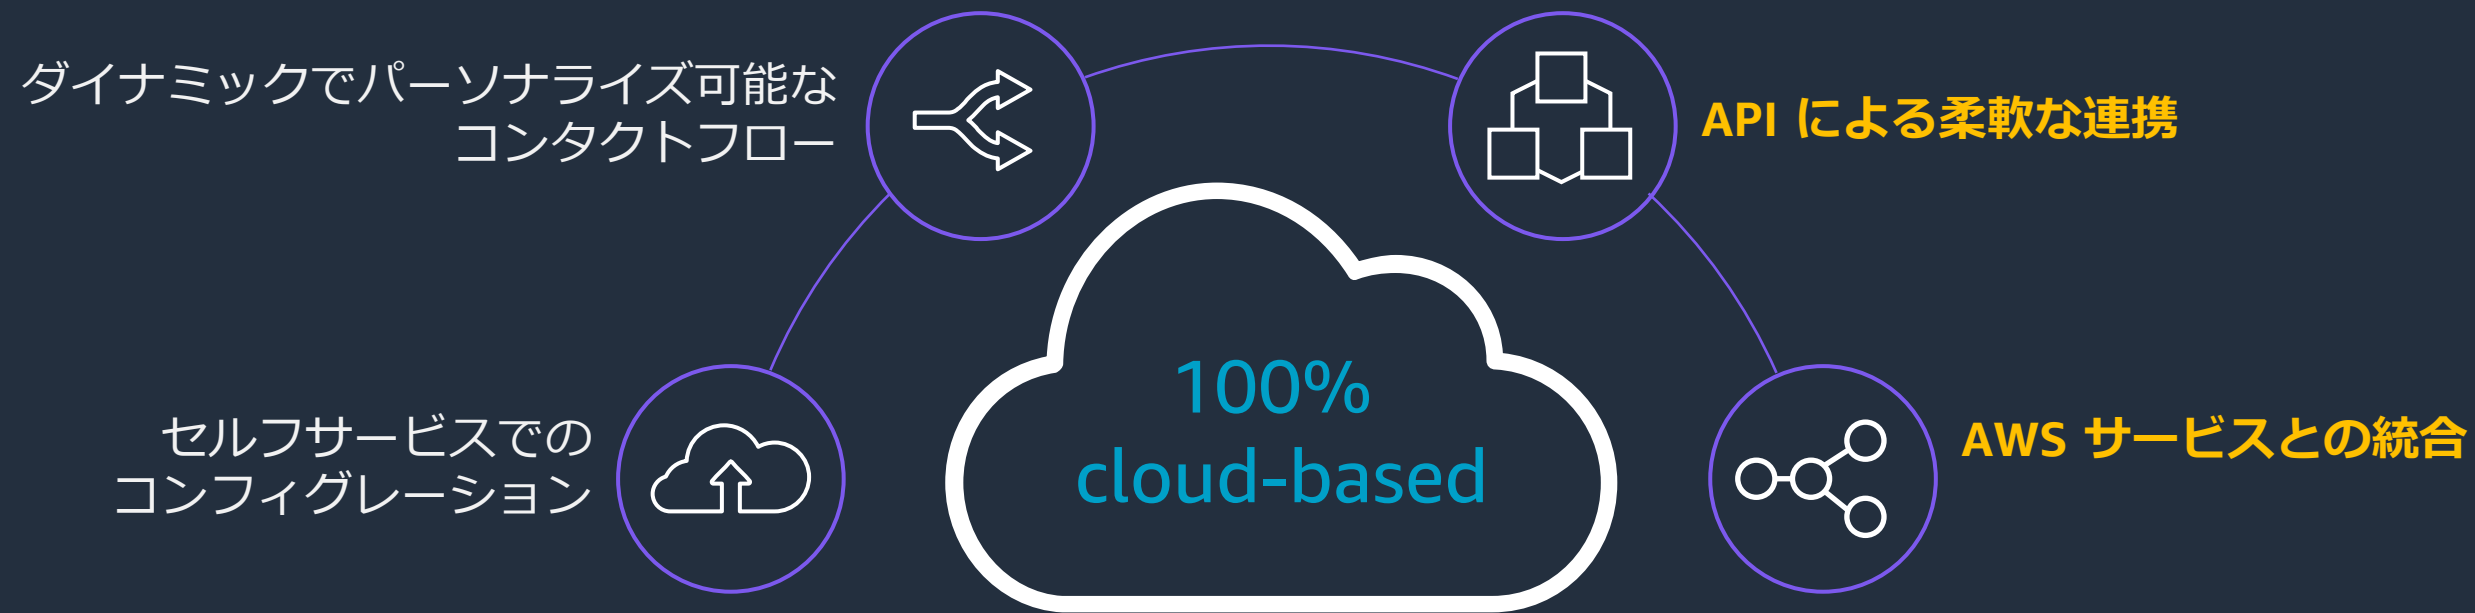 ダイナミックでパーソナライズ可能な
コンタクトフロー
API による柔軟な連携
100%
cloud-based
セルフサービスでの
コンフィグレーション
AWS サービスとの統合